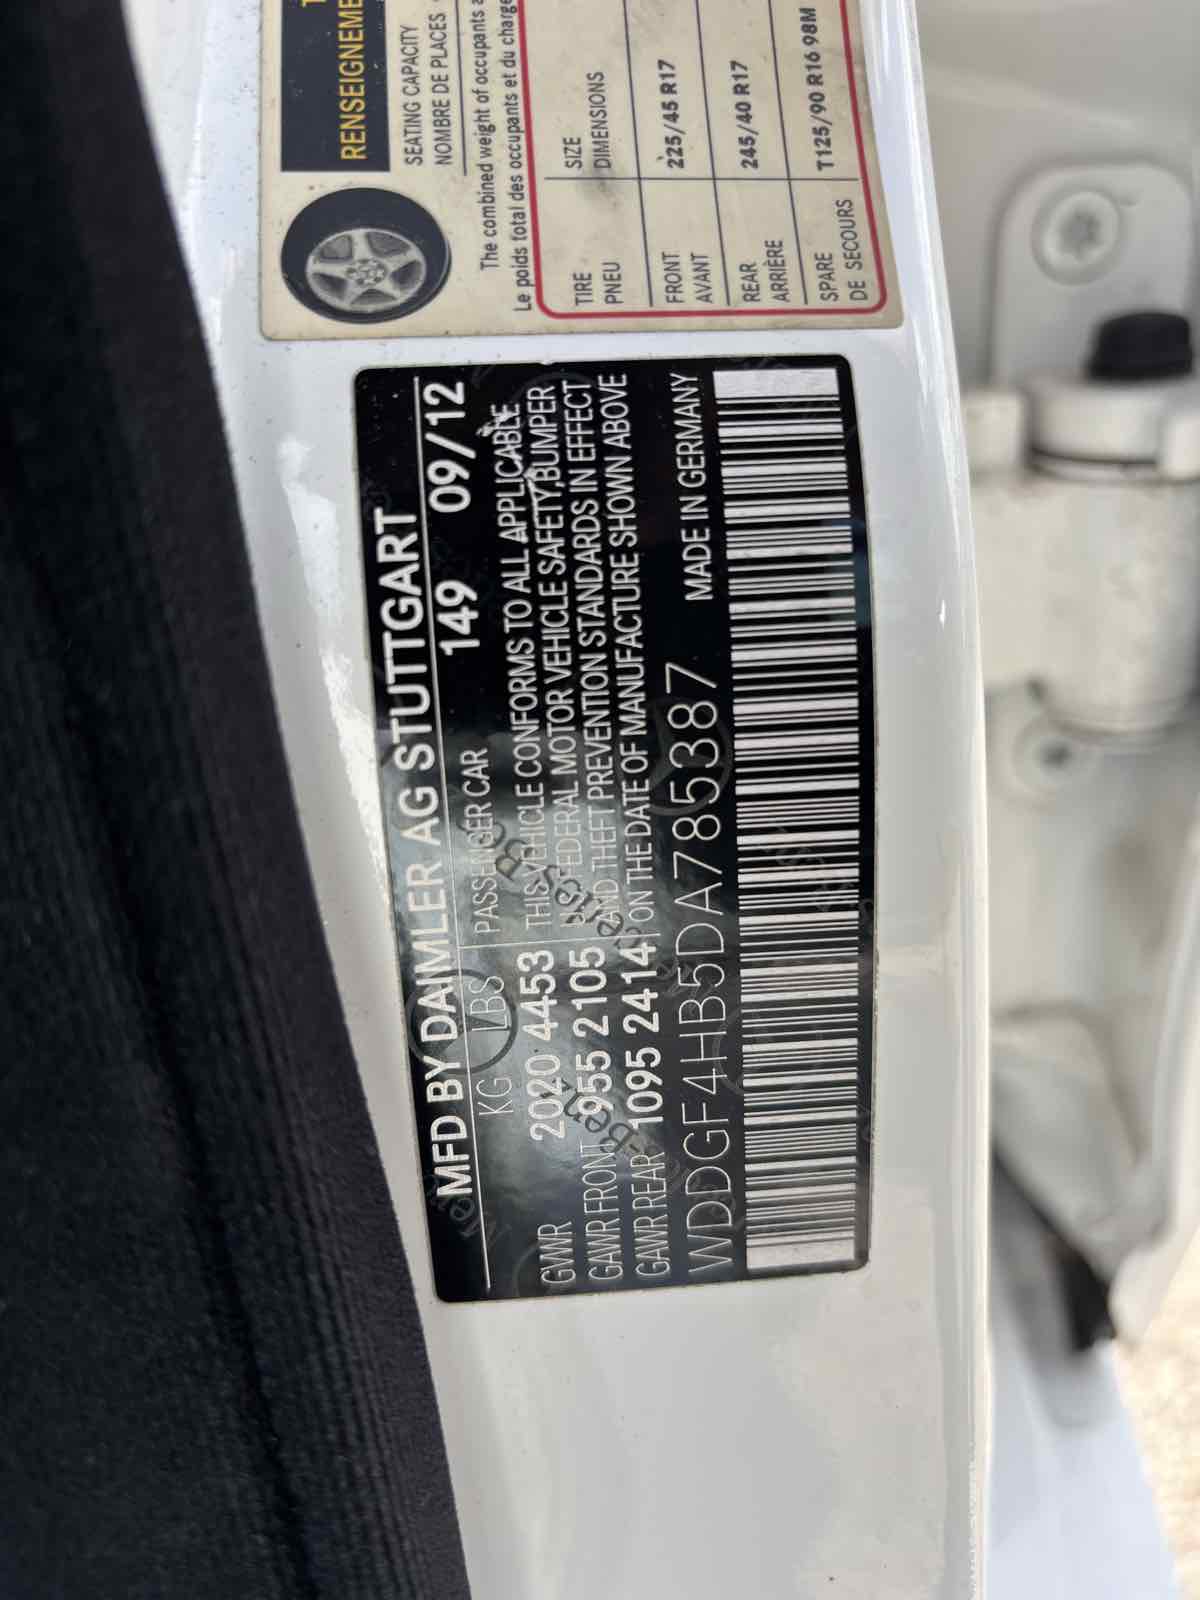 MFD BY DAIMLER AG STUTTGART
149 09/12
KG LBS PASSENGER CAR
GVWR 2020 4453 THIS VEHICLE CONFORMS TO ALL APPLICABLE
GAWR FRONT 955 2105 U.S. FEDERAL MOTOR VEHICLE SAFETY, BUMPER
GAWR REAR 1095 2414 AND THEFT PREVENTION STANDARDS IN EFFECT
ON THE DATE OF MANUFACTURE SHOWN ABOVE
WDDGF4HB5DA785387 MADE IN GERMANY
RENSEIGNEME
SEATING CAPACITY
NOMBRE DE PLACES
The combined weight of occupants
Le poids total des occupants et du charge
TIRE SIZE
PNEU DIMENSIONS
FRONT 225/45 R17
AVANT
REAR 245/40 R17
ARRIÈRE
SPARE T125/90 R16 98M
DE SECOURS